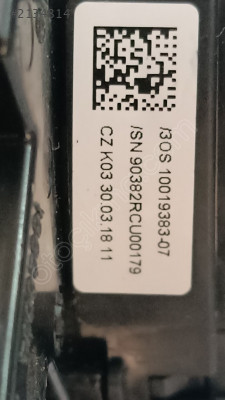 /3OS 10019383-07
/SN 90382RCU00179
CZ K03 30.03.18 11